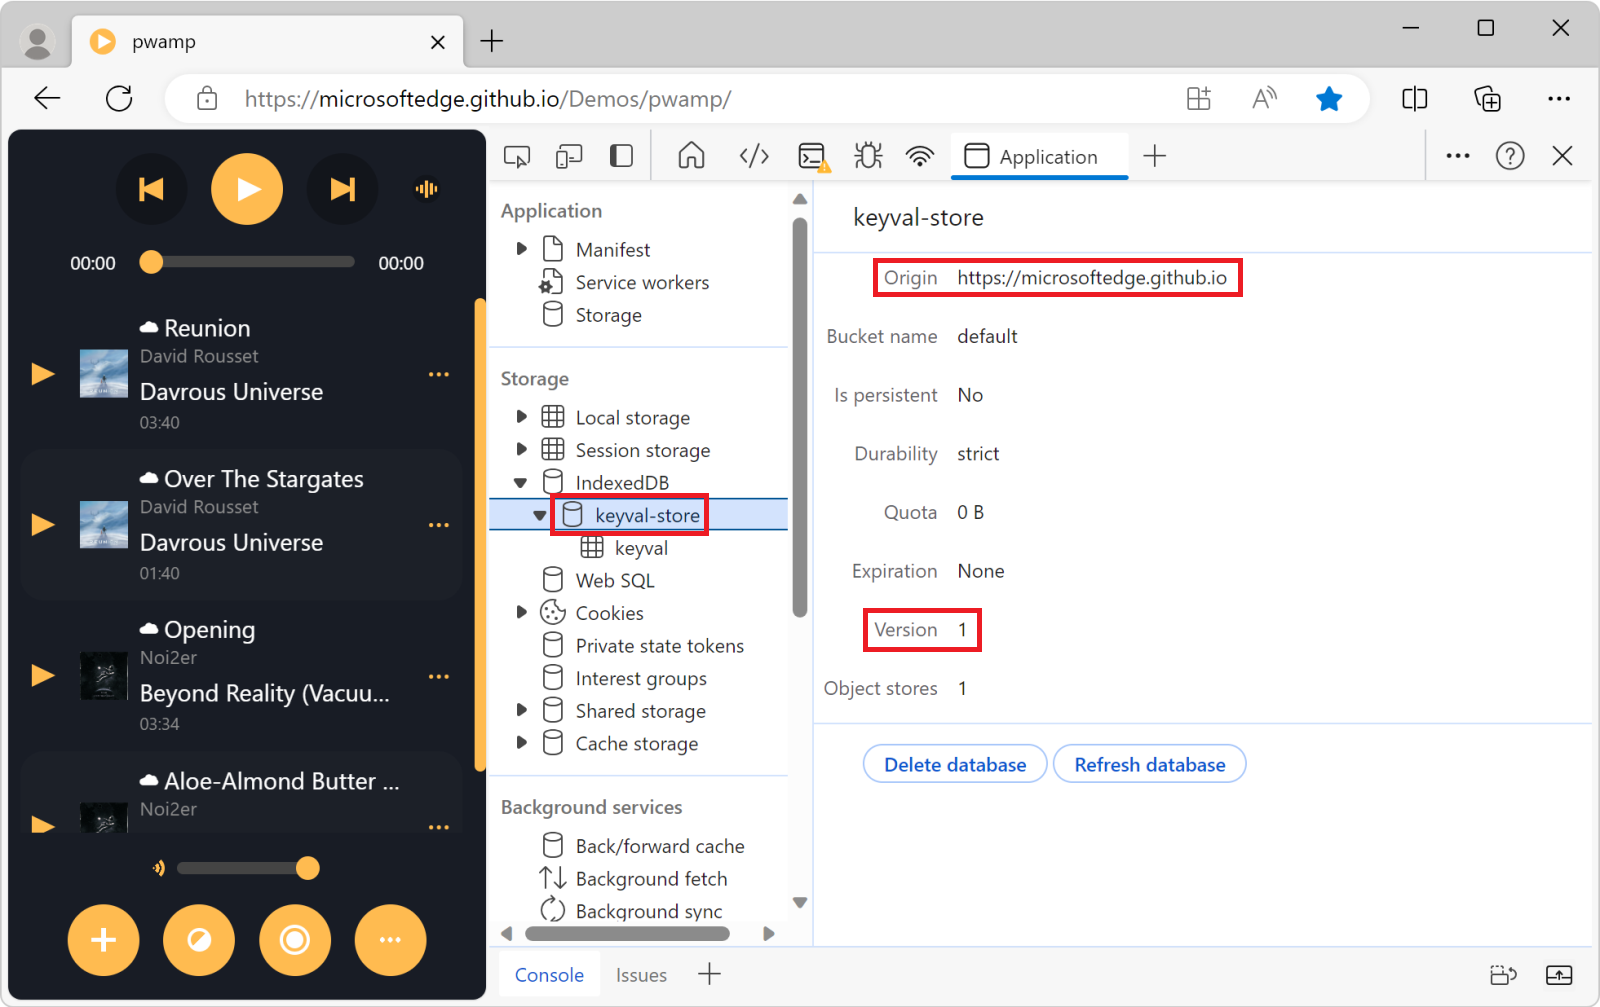 pwamp
https://microsoftedge.github.io/Demos/pwamp/
00:00
00:00
Reunion
David Rousset
Davrous Universe
03:40
Over The Stargates
David Rousset
Davrous Universe
01:40
Opening
Noi2er
Beyond Reality (Vacuu...
03:34
Aloe-Almond Butter ...
Noi2er
Application
Application
Manifest
Service workers
Storage
Storage
Local storage
Session storage
IndexedDB
keyval-store
keyval
Web SQL
Cookies
Private state tokens
Interest groups
Shared storage
Cache storage
Background services
Back/forward cache
Background fetch
Background sync
keyval-store
Origin https://microsoftedge.github.io
Bucket name default
Is persistent No
Durability strict
Quota 0 B
Expiration None
Version 1
Object stores 1
Delete database Refresh database
Console Issues